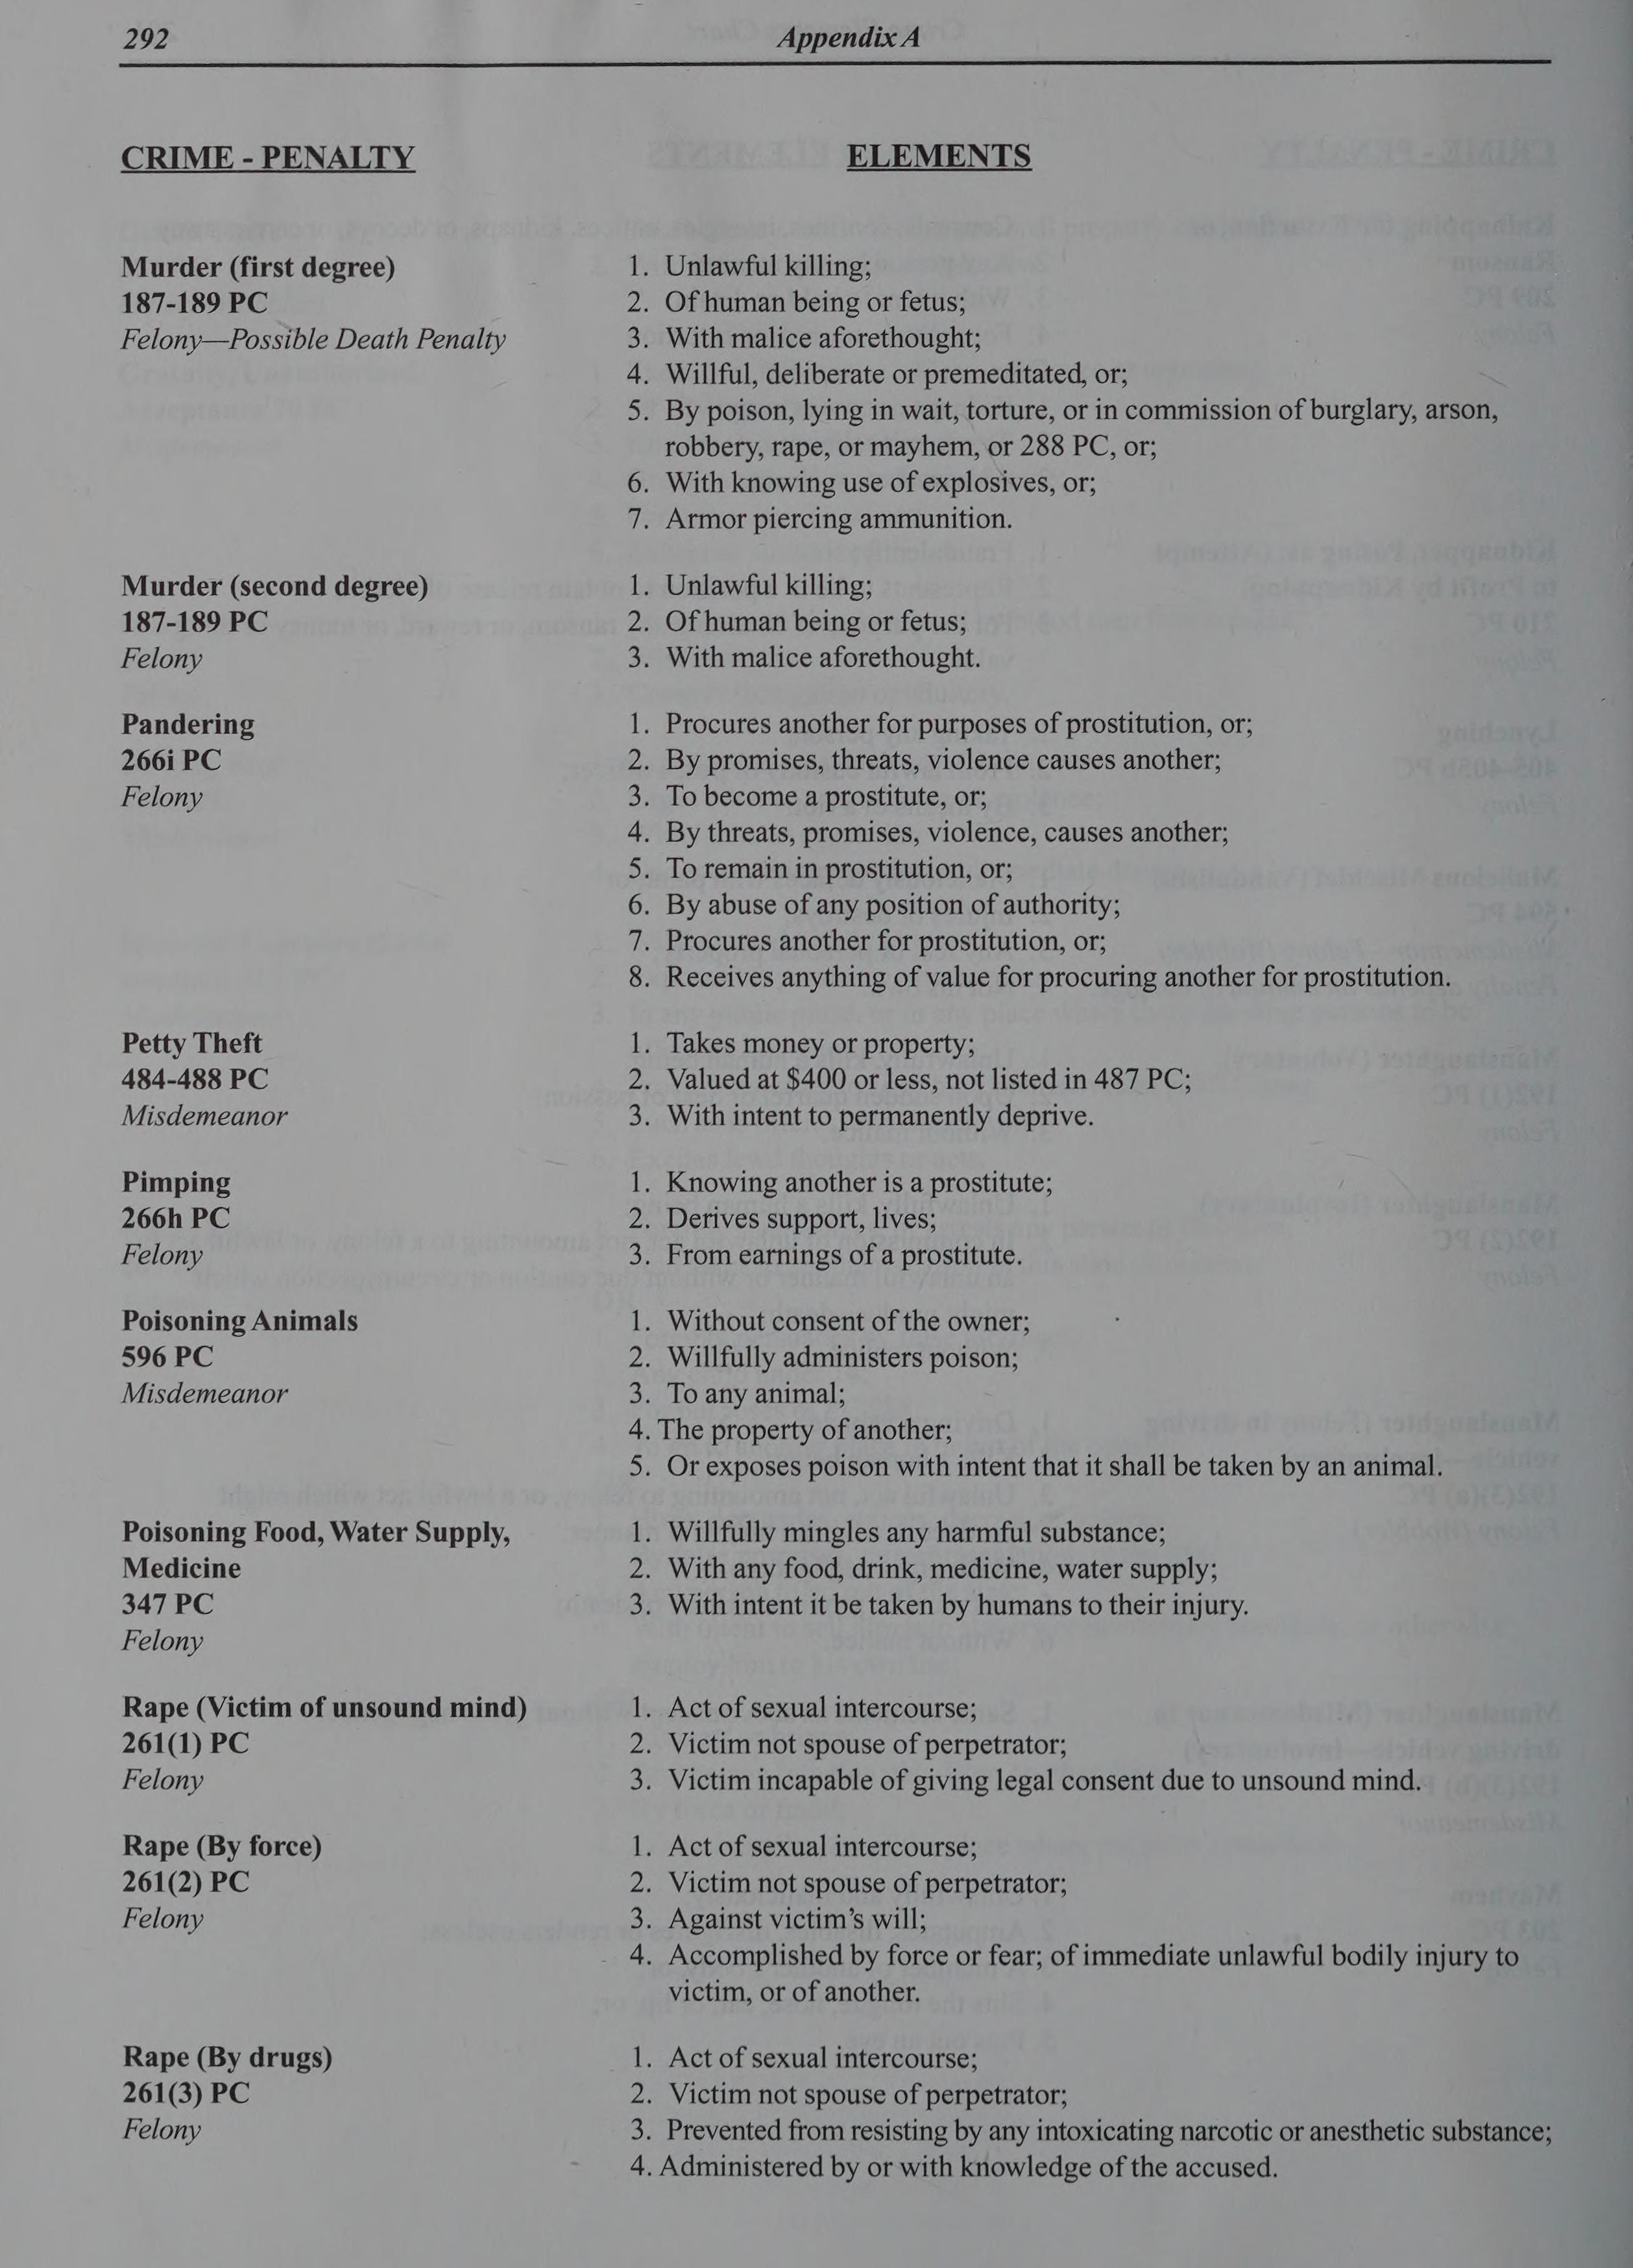 292
Appendix A
CRIME - PENALTY
ELEMENTS
Murder (first degree)
187-189 PC
Felony—Possible Death Penalty
1. Unlawful killing;
2. Of human being or fetus;
3. With malice aforethought;
4. Willful, deliberate or premeditated, or;
5. By poison, lying in wait, torture, or in commission of burglary, arson,
robbery, rape, or mayhem, or 288 PC, or;
6. With knowing use of explosives, or;
7. Armor piercing ammunition.
Murder (second degree)
187-189 PC
Felony
1. Unlawful killing;
2. Of human being or fetus;
3. With malice aforethought.
Pandering
266i PC
Felony
1. Procures another for purposes of prostitution, or;
2. By promises, threats, violence causes another;
3. To become a prostitute, or;
4. By threats, promises, violence, causes another;
5. To remain in prostitution, or;
6. By abuse of any position of authority;
7. Procures another for prostitution, or;
8. Receives anything of value for procuring another for prostitution.
Petty Theft
484-488 PC
Misdemeanor
1. Takes money or property;
2. Valued at $400 or less, not listed in 487 PC;
3. With intent to permanently deprive.
Pimping
266h PC
Felony
1. Knowing another is a prostitute;
2. Derives support, lives;
3. From earnings of a prostitute.
Poisoning Animals
596 PC
Misdemeanor
1. Without consent of the owner;
2. Willfully administers poison;
3. To any animal;
4. The property of another;
5. Or exposes poison with intent that it shall be taken by an animal.
Poisoning Food, Water Supply,
Medicine
347 PC
Felony
1. Willfully mingles any harmful substance;
2. With any food, drink, medicine, water supply;
3. With intent it be taken by humans to their injury.
Rape (Victim of unsound mind)
261(1) PC
Felony
1. Act of sexual intercourse;
2. Victim not spouse of perpetrator;
3. Victim incapable of giving legal consent due to unsound mind.
Rape (By force)
261(2) PC
Felony
1. Act of sexual intercourse;
2. Victim not spouse of perpetrator;
3. Against victim's will;
4. Accomplished by force or fear; of immediate unlawful bodily injury to
victim, or of another.
Rape (By drugs)
261(3) PC
Felony
1. Act of sexual intercourse;
2. Victim not spouse of perpetrator;
3. Prevented from resisting by any intoxicating narcotic or anesthetic substance;
4. Administered by or with knowledge of the accused.